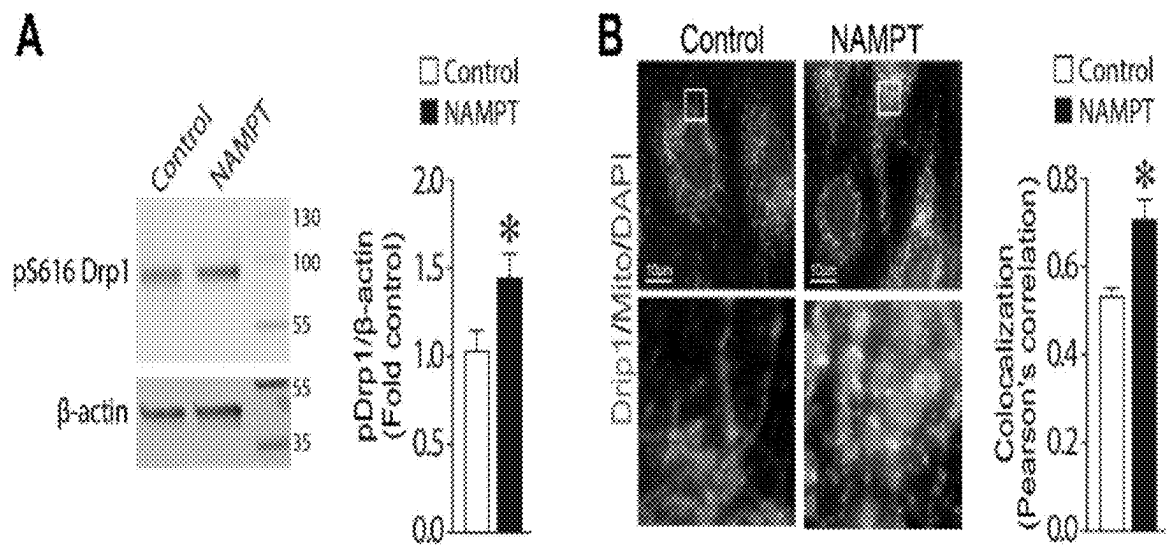 A
Control
NAMPT
pS616 Drp1
β-actin
130
100
55
55
35
Control
NAMPT
pDrp1/β-actin
(Fold control)
2.0
1.5
1.0
0.5
0.0
*
B
Control
NAMPT
Drip1/Mito/DAPI
Control
NAMPT
Colocalization
(Pearson's correlation)
0.8
0.6
0.4
0.2
0.0
*